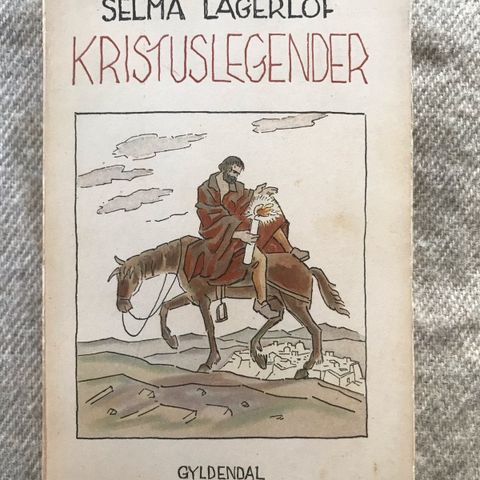 SELMA LAGERLÖF
KRISTUSLEGENDER
GYLDENDAL